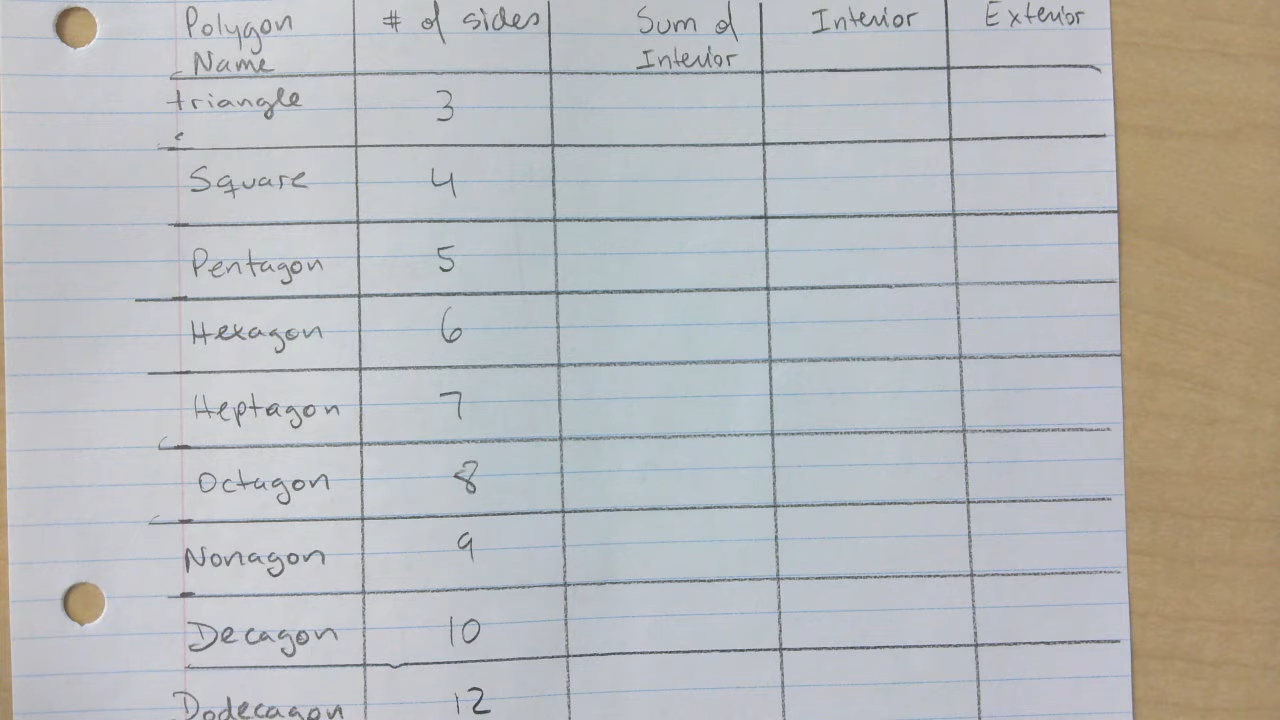 Polygon Name # of sides Sum of Interior Interior Exterior
triangle 3
Square 4
Pentagon 5
Hexagon 6
Heptagon 7
Octagon 8
Nonagon 9
Decagon 10
Dodecagon 12